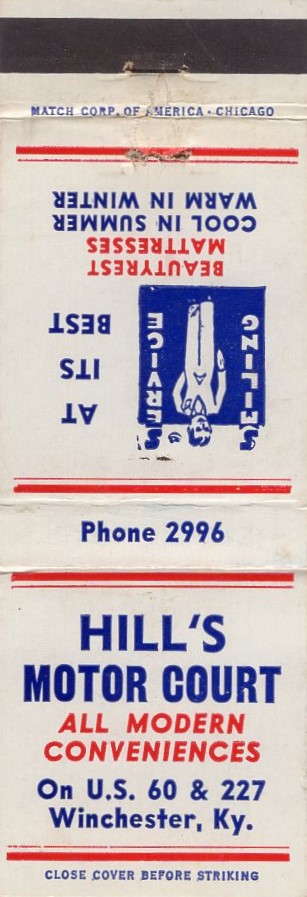 MATCH CORP. OF AMERICA - CHICAGO
SMILING
SERVICE
AT
ITS
BEST
BEAUTYREST
MATTRESSES
COOL IN SUMMER
WARM IN WINTER
Phone 2996
HILL'S
MOTOR COURT
ALL MODERN
CONVENIENCES
On U.S. 60 & 227
Winchester, Ky.
CLOSE COVER BEFORE STRIKING